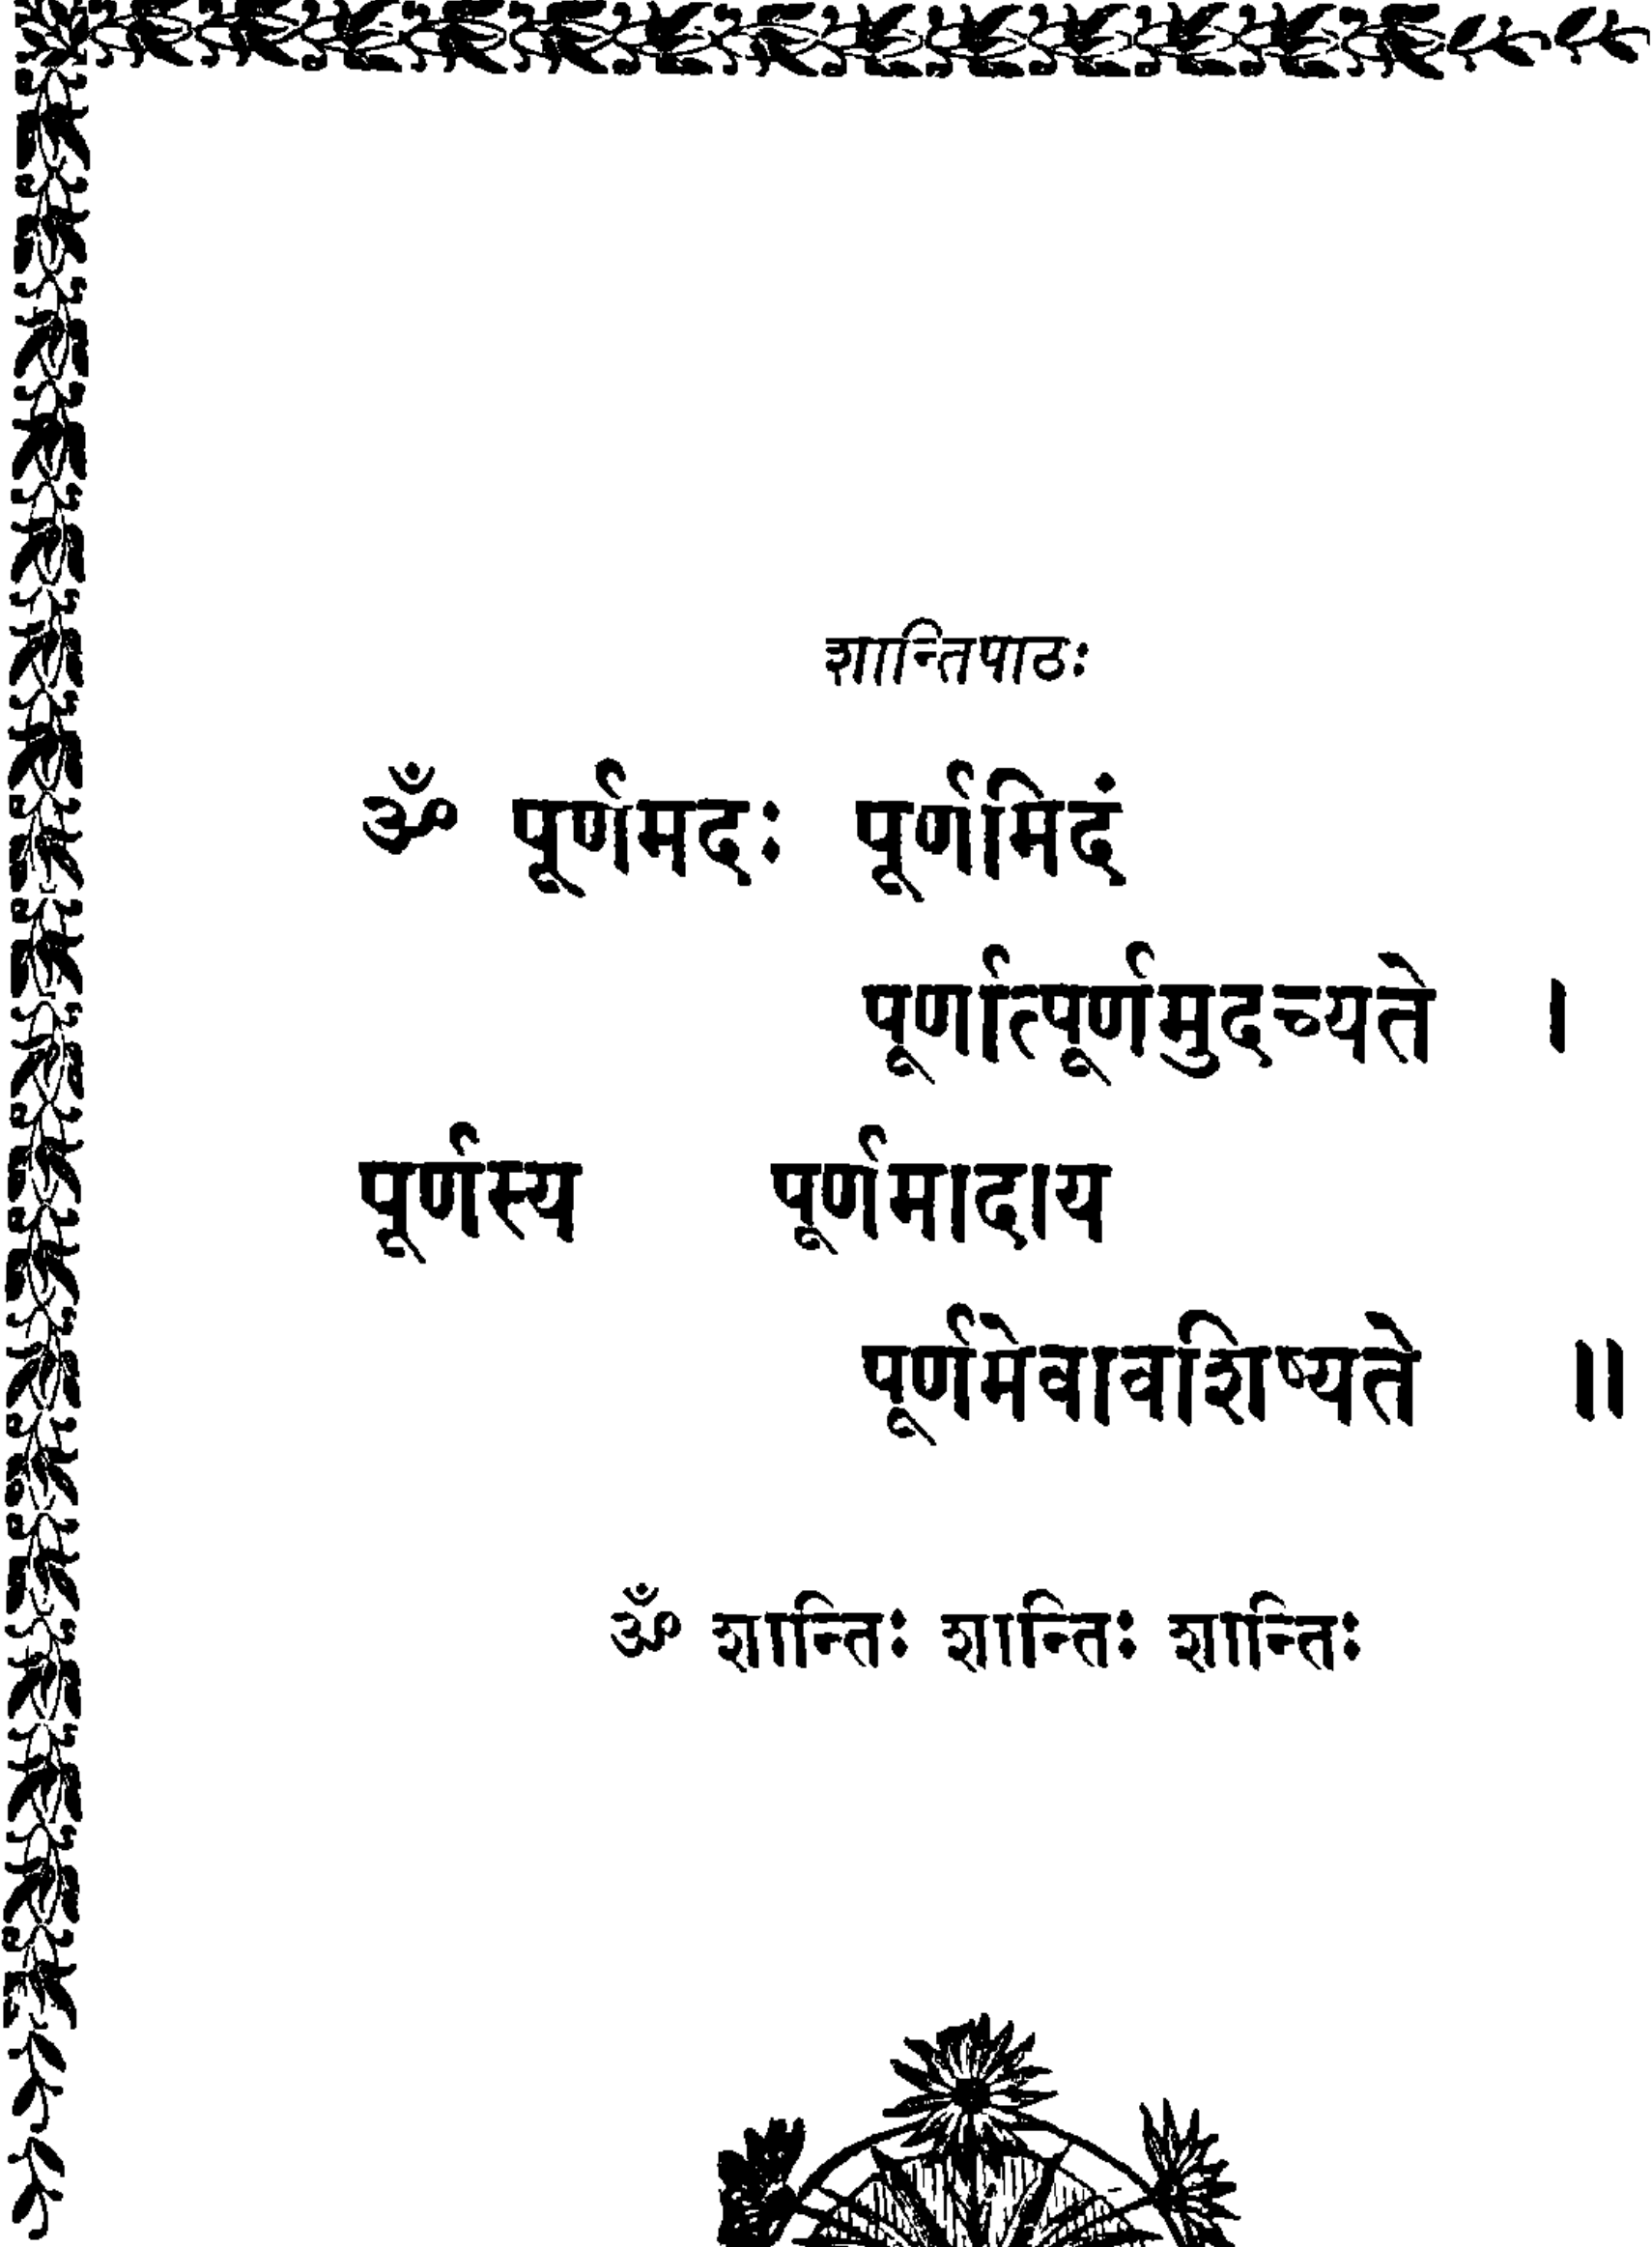 शान्तिपाठः
ॐ पूर्णमदः पूर्णमिदं
पूर्णात्पूर्णमुदच्यते ।
पूर्णस्य पूर्णमादाय
पूर्णमेवावशिष्यते ॥
ॐ शान्तिः शान्तिः शान्तिः